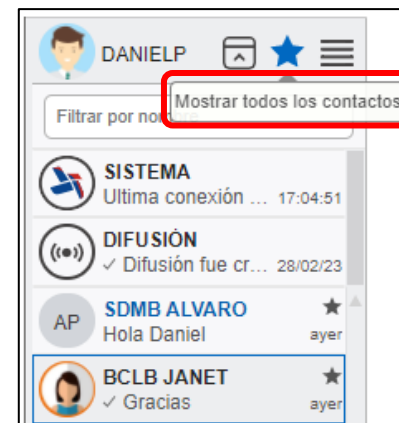 DANIELP
Mostrar todos los contactos
Filtrar por no
SISTEMA
Ultima conexión ... 17:04:51
DIFUSIÓN
✓ Difusión fue cr... 28/02/23
AP
SDMB ALVARO
Hola Daniel ayer
BCLB JANET
✓ Gracias ayer